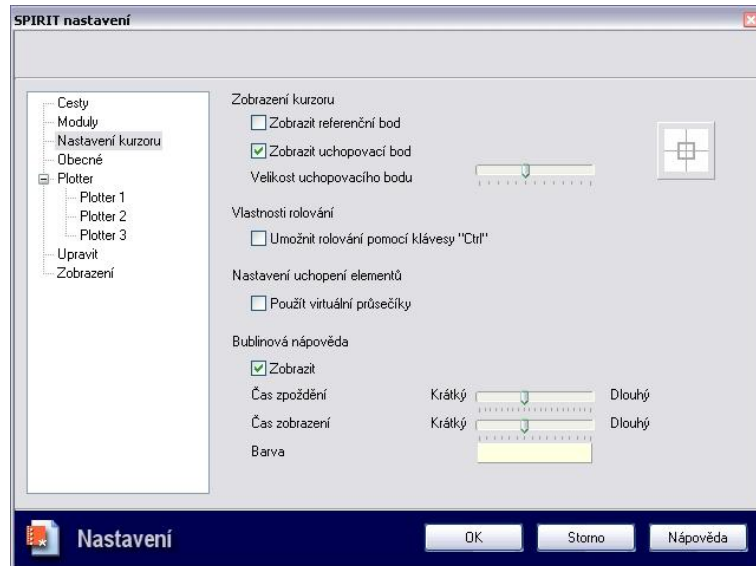 SPIRIT nastavení
Cesty
Moduly
Nastavení kurzoru
Obecné
Plotter
Plotter 1
Plotter 2
Plotter 3
Upravit
Zobrazení
Zobrazení kurzoru
Zobrazit referenční bod
Zobrazit uchopovací bod
Velikost uchopovacího bodu
Vlastnosti rolování
Umožnit rolování pomocí klávesy "Ctrl"
Nastavení uchopení elementů
Použít virtuální průsečíky
Bublinová nápověda
Zobrazit
Čas zpoždění Krátký Dlouhý
Čas zobrazení Krátký Dlouhý
Barva
Nastavení
OK Storno Nápověda